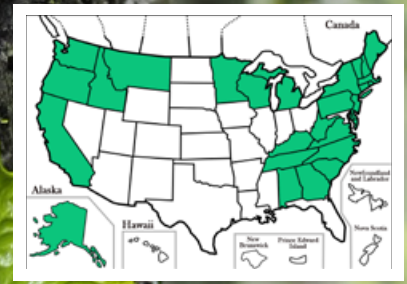 Canada
Alaska
Hawaii
New
Brunswick
Prince Edward
Island
Newfoundland
and Labrador
Nova Scotia